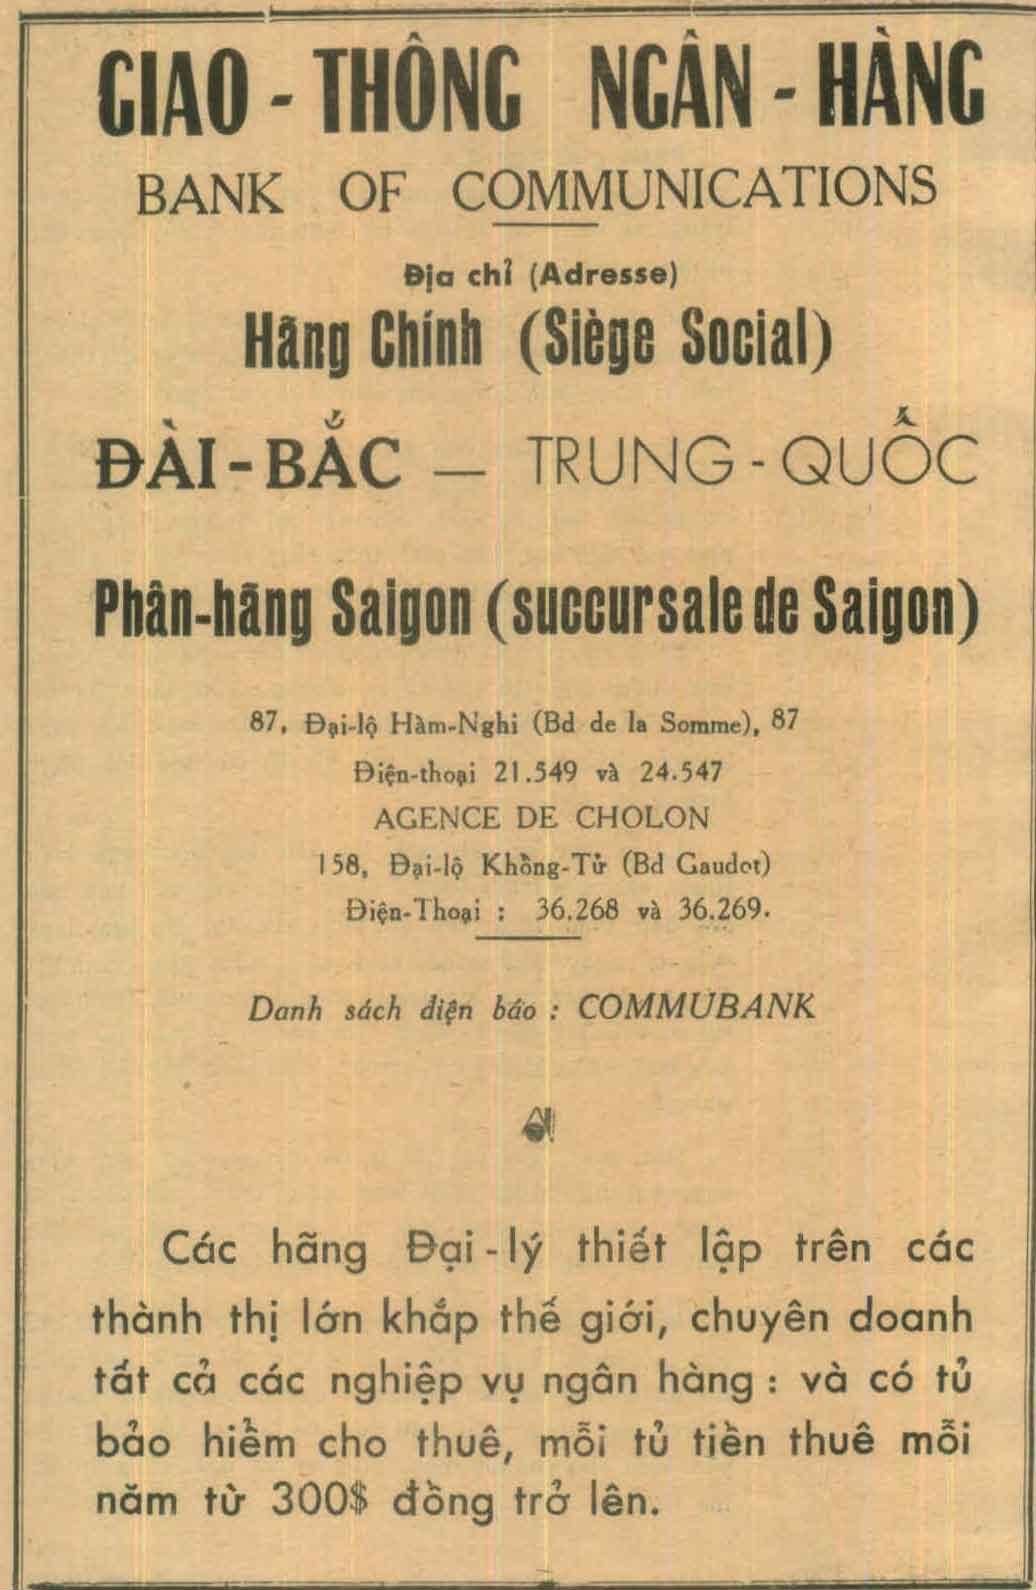 GIAO - THÔNG NGÂN - HÀNG
BANK OF COMMUNICATIONS
Địa chỉ (Adresse)
Hãng Chính (Siège Social)
ĐÀI-BẮC — TRUNG-QUỐC
Phân-hãng Saigon (succursale de Saigon)
87, Đại-lộ Hàm-Nghi (Bd de la Somme), 87
Điện-thoại 21.549 và 24.547
AGENCE DE CHOLON
158, Đại-lộ Khồng-Tử (Bd Gaudot)
Điện-Thoại : 36.268 và 36.269.
Danh sách điện báo : COMMUBANK
Các hãng Đại-lý thiết lập trên các
thành thị lớn khắp thế giới, chuyên doanh
tất cả các nghiệp vụ ngân hàng : và có tủ
bảo hiềm cho thuê, mỗi tủ tiền thuê mỗi
năm từ 300$ đồng trở lên.